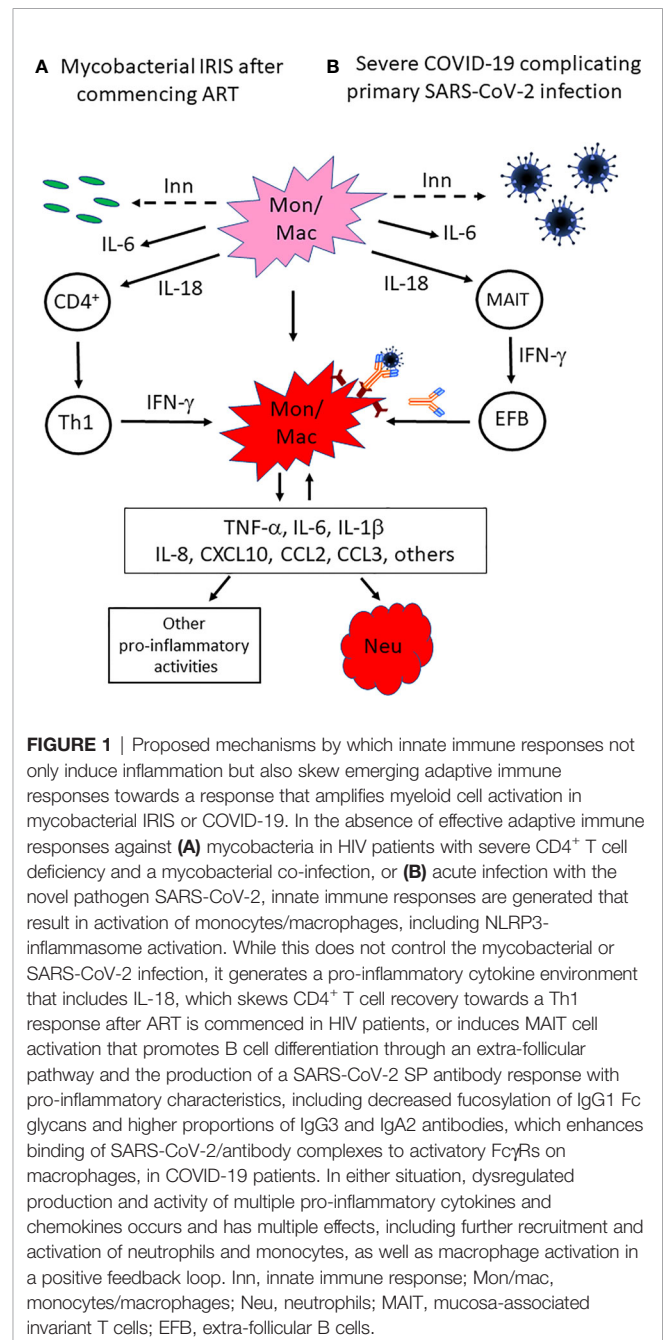 A Mycobacterial IRIS after
commencing ART
B Severe COVID-19 complicating
primary SARS-CoV-2 infection
Inn
Mon/
Mac
Inn
IL-6
IL-6
IL-18
IL-18
CD4⁺
MAIT
IFN-γ
Th1
IFN-γ
Mon/
Mac
EFB
TNF-α, IL-6, IL-1β
IL-8, CXCL10, CCL2, CCL3, others
Other
pro-inflammatory
activities
Neu
FIGURE 1 | Proposed mechanisms by which innate immune responses not
only induce inflammation but also skew emerging adaptive immune
responses towards a response that amplifies myeloid cell activation in
mycobacterial IRIS or COVID-19. In the absence of effective adaptive immune
responses against (A) mycobacteria in HIV patients with severe CD4⁺ T cell
deficiency and a mycobacterial co-infection, or (B) acute infection with the
novel pathogen SARS-CoV-2, innate immune responses are generated that
result in activation of monocytes/macrophages, including NLRP3-
inflammasome activation. While this does not control the mycobacterial or
SARS-CoV-2 infection, it generates a pro-inflammatory cytokine environment
that includes IL-18, which skews CD4⁺ T cell recovery towards a Th1
response after ART is commenced in HIV patients, or induces MAIT cell
activation that promotes B cell differentiation through an extra-follicular
pathway and the production of a SARS-CoV-2 SP antibody response with
pro-inflammatory characteristics, including decreased fucosylation of IgG1 Fc
glycans and higher proportions of IgG3 and IgA2 antibodies, which enhances
binding of SARS-CoV-2/antibody complexes to activatory FcγRs on
macrophages, in COVID-19 patients. In either situation, dysregulated
production and activity of multiple pro-inflammatory cytokines and
chemokines occurs and has multiple effects, including further recruitment and
activation of neutrophils and monocytes, as well as macrophage activation in
a positive feedback loop. Inn, innate immune response; Mon/mac,
monocytes/macrophages; Neu, neutrophils; MAIT, mucosa-associated
invariant T cells; EFB, extra-follicular B cells.